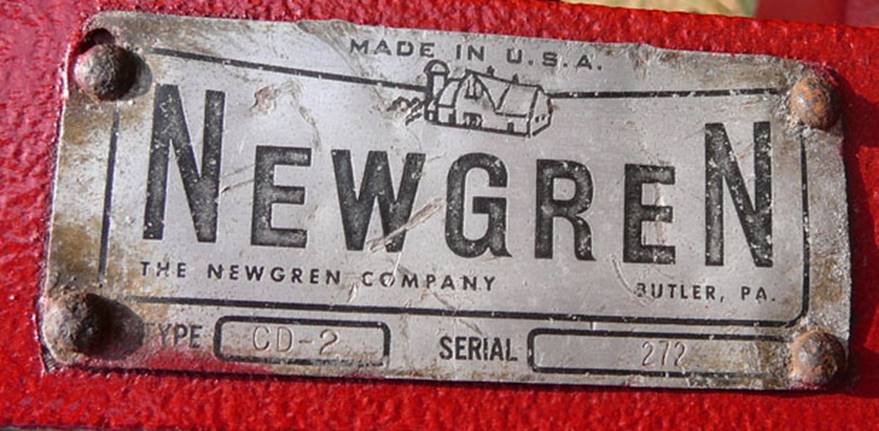 MADE IN U.S.A.
NEWGREN
THE NEWGREN COMPANY BUTLER, PA.
TYPE CD-2 SERIAL 272